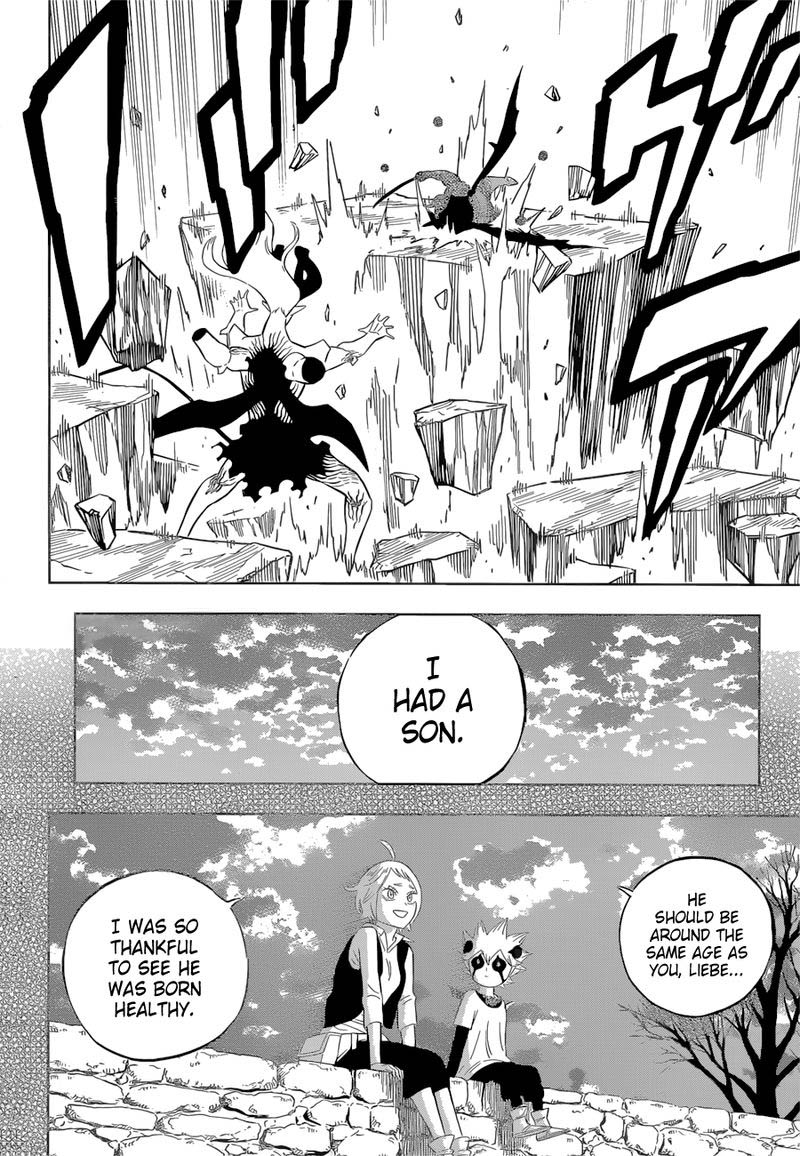 I
HAD A
SON.
HE
SHOULD BE
AROUND THE
SAME AGE AS
YOU, LIEBE...
I WAS SO
THANKFUL
TO SEE HE
WAS BORN
HEALTHY.